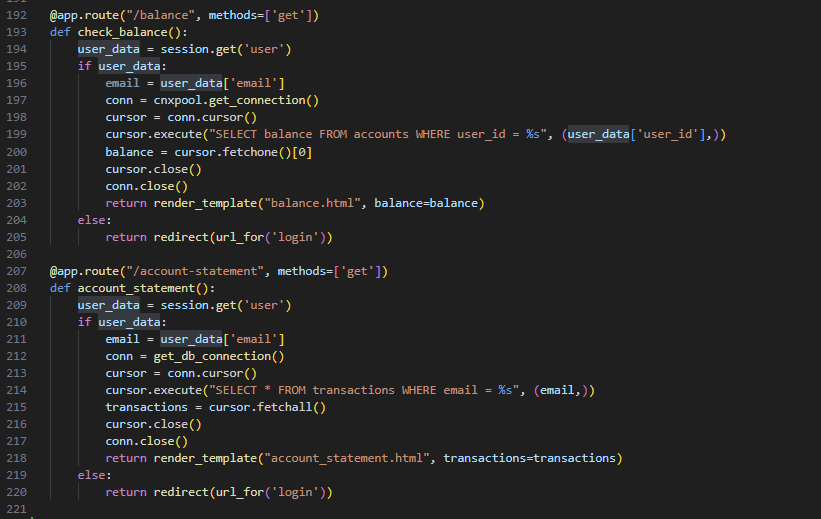 192 @app.route("/balance", methods=['get'])
193 def check_balance():
194     user_data = session.get('user')
195     if user_data:
196         email = user_data['email']
197         conn = cnxpool.get_connection()
198         cursor = conn.cursor()
199         cursor.execute("SELECT balance FROM accounts WHERE user_id = %s", (user_data['user_id'],))
200         balance = cursor.fetchone()[0]
201         cursor.close()
202         conn.close()
203         return render_template("balance.html", balance=balance)
204     else:
205         return redirect(url_for('login'))
206
207 @app.route("/account-statement", methods=['get'])
208 def account_statement():
209     user_data = session.get('user')
210     if user_data:
211         email = user_data['email']
212         conn = get_db_connection()
213         cursor = conn.cursor()
214         cursor.execute("SELECT * FROM transactions WHERE email = %s", (email,))
215         transactions = cursor.fetchall()
216         cursor.close()
217         conn.close()
218         return render_template("account_statement.html", transactions=transactions)
219     else:
220         return redirect(url_for('login'))
221